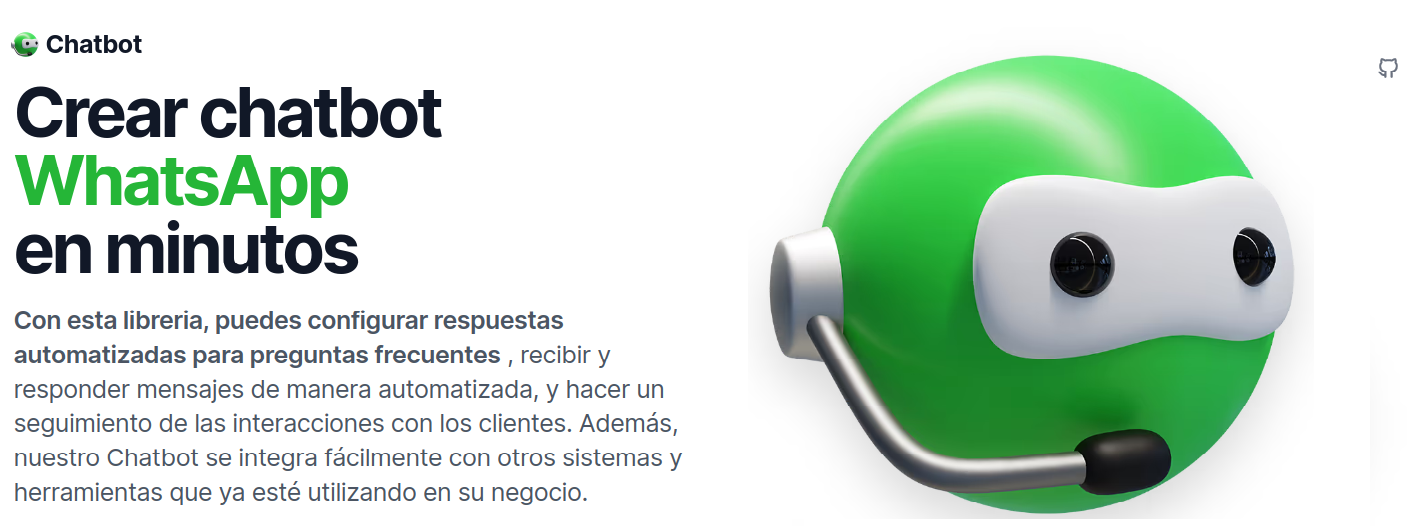 Chatbot
Crear chatbot
WhatsApp
en minutos
Con esta libreria, puedes configurar respuestas
automatizadas para preguntas frecuentes , recibir y
responder mensajes de manera automatizada, y hacer un
seguimiento de las interacciones con los clientes. Además,
nuestro Chatbot se integra fácilmente con otros sistemas y
herramientas que ya esté utilizando en su negocio.